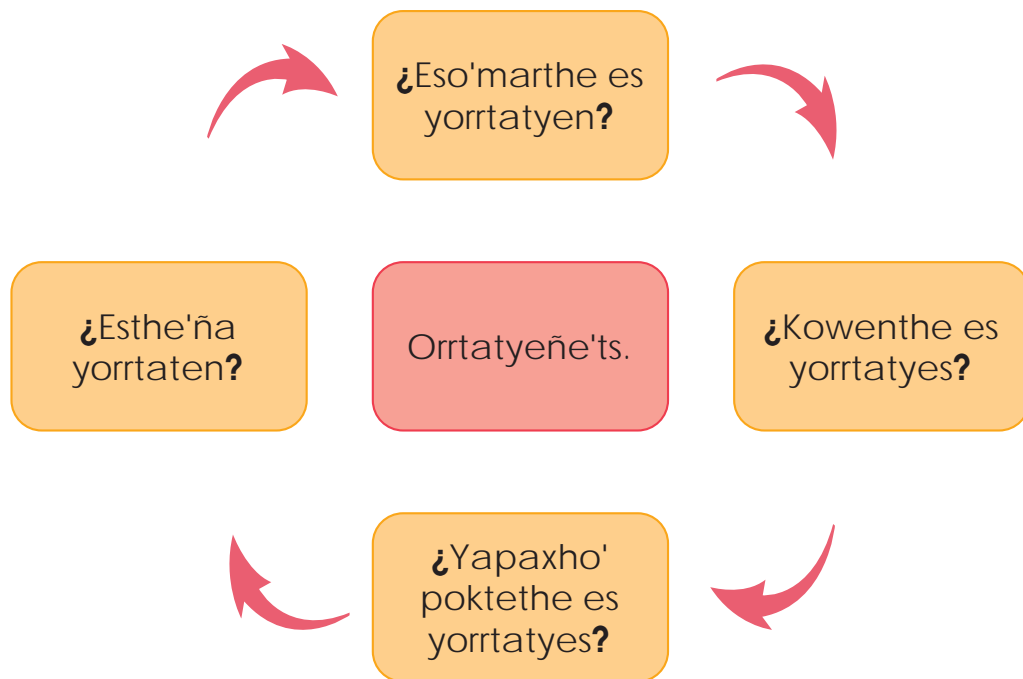 ¿Eso'marthe es
yorrtatyen?
¿Esthe'ña
yorrtaten?
Orrtatyeñe'ts.
¿Kowenthe es
yorrtatyes?
¿Yapaxho'
poktethe es
yorrtatyes?